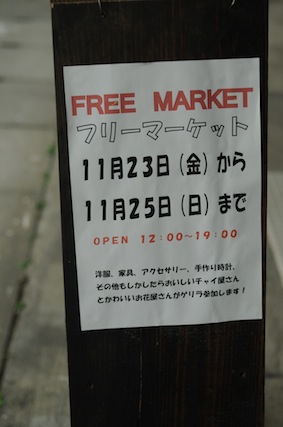 FREE MARKET
フリーマーケット
11月23日(金)から
11月25日(日)まで
OPEN 12:00〜19:00
洋服、家具、アクセサリー、手作り時計、
その他もしかしたらおいしいチャイ屋さん
とかわいいお花屋さんがゲリラ参加します!